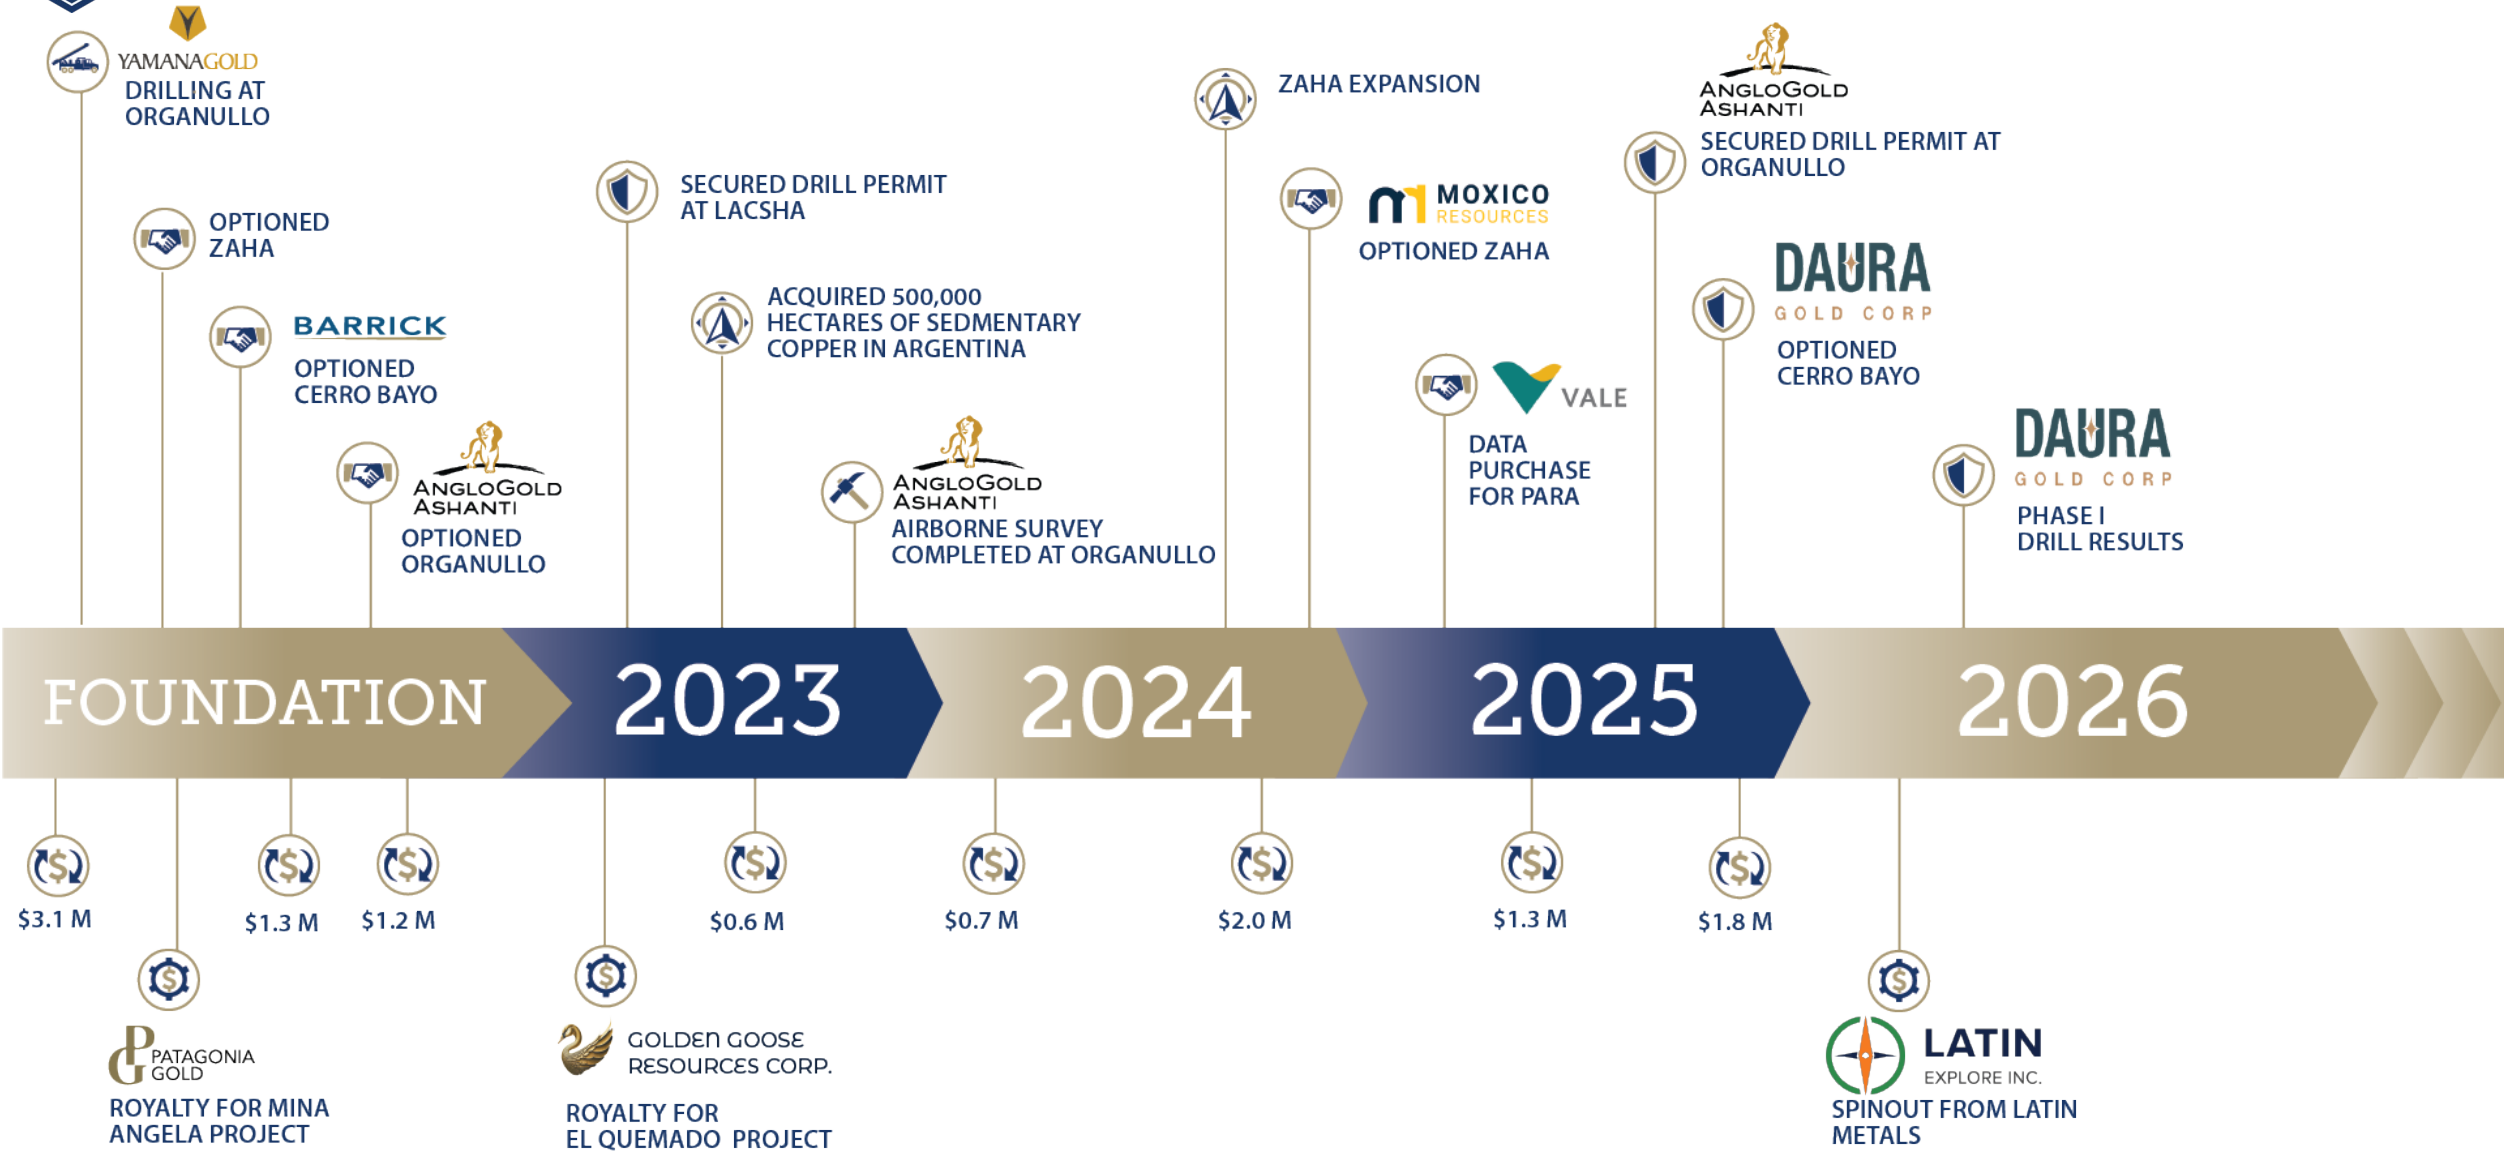 YAMANAGOLD
DRILLING AT
ORGANULLO
OPTIONED
ZAHA
BARRICK
OPTIONED
CERRO BAYO
ANGLOGOLD
ASHANTI
OPTIONED
ORGANULLO
SECURED DRILL PERMIT
AT LACSHA
ACQUIRED 500,000
HECTARES OF SEDMENTARY
COPPER IN ARGENTINA
ANGLOGOLD
ASHANTI
AIRBORNE SURVEY
COMPLETED AT ORGANULLO
ZAHA EXPANSION
MOXICO
RESOURCES
OPTIONED ZAHA
VALE
DATA
PURCHASE
FOR PARA
ANGLOGOLD
ASHANTI
SECURED DRILL PERMIT AT
ORGANULLO
DAURA
GOLD CORP
OPTIONED
CERRO BAYO
DAURA
GOLD CORP
PHASE I
DRILL RESULTS
FOUNDATION
2023
2024
2025
2026
$3.1 M
$1.3 M
$1.2 M
$0.6 M
$0.7 M
$2.0 M
$1.3 M
$1.8 M
PATAGONIA
GOLD
ROYALTY FOR MINA
ANGELA PROJECT
GOLDEN GOOSE
RESOURCES CORP.
ROYALTY FOR
EL QUEMADO PROJECT
LATIN
EXPLORE INC.
SPINOUT FROM LATIN
METALS